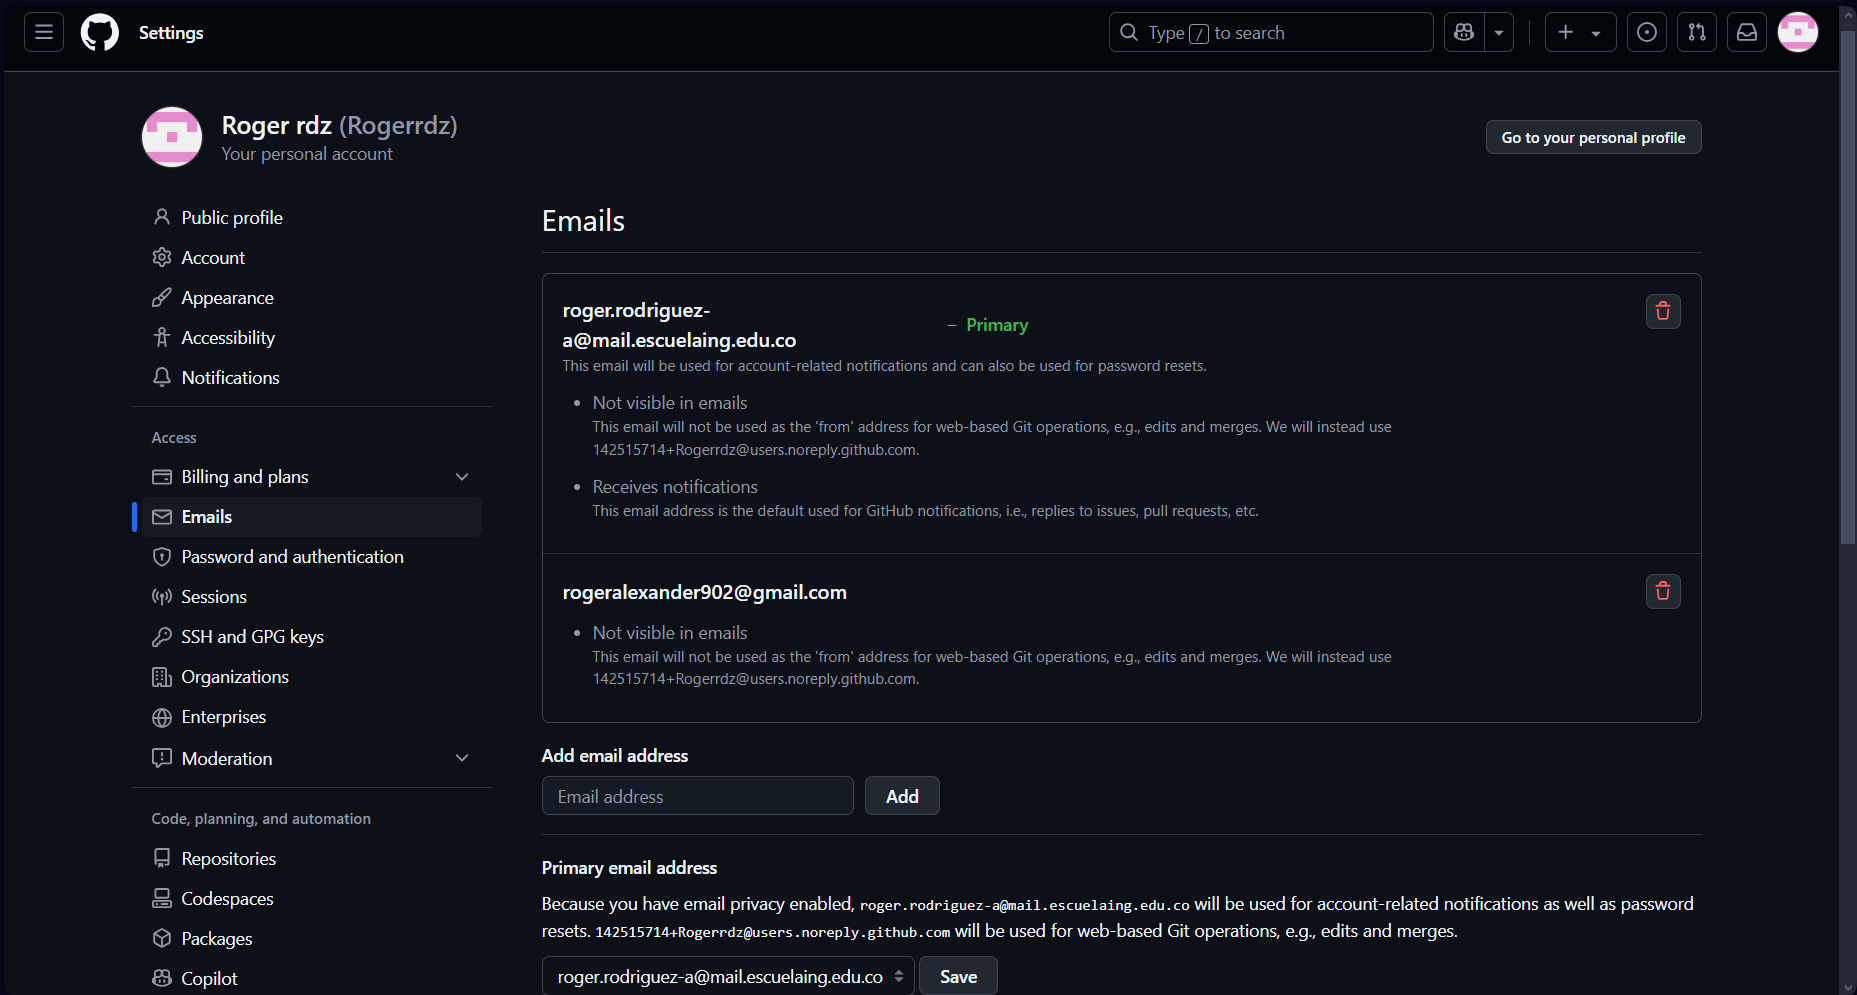 Settings
Type / to search
Roger rdz (Rogerrdz)
Your personal account
Go to your personal profile
Public profile
Account
Appearance
Accessibility
Notifications
Access
Billing and plans
Emails
Password and authentication
Sessions
SSH and GPG keys
Organizations
Enterprises
Moderation
Code, planning, and automation
Repositories
Codespaces
Packages
Copilot
Emails
roger.rodriguez-
a@mail.escuelaing.edu.co
– Primary
This email will be used for account-related notifications and can also be used for password resets.
• Not visible in emails
This email will not be used as the 'from' address for web-based Git operations, e.g., edits and merges. We will instead use
142515714+Rogerrdz@users.noreply.github.com.
• Receives notifications
This email address is the default used for GitHub notifications, i.e., replies to issues, pull requests, etc.
rogeralexander902@gmail.com
• Not visible in emails
This email will not be used as the 'from' address for web-based Git operations, e.g., edits and merges. We will instead use
142515714+Rogerrdz@users.noreply.github.com.
Add email address
Email address
Add
Primary email address
Because you have email privacy enabled, roger.rodriguez-a@mail.escuelaing.edu.co will be used for account-related notifications as well as password
resets. 142515714+Rogerrdz@users.noreply.github.com will be used for web-based Git operations, e.g., edits and merges.
roger.rodriguez-a@mail.escuelaing.edu.co
Save